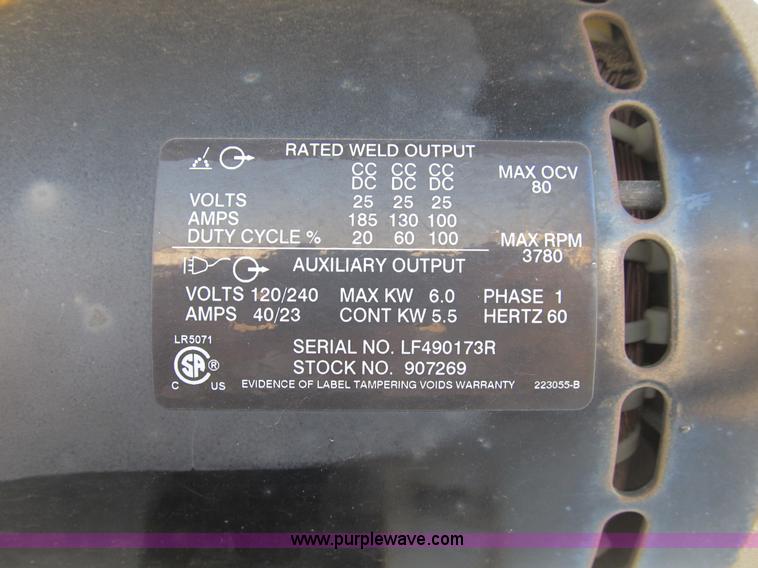 RATED WELD OUTPUT
CC CC CC
DC DC DC
MAX OCV
80
VOLTS 25 25 25
AMPS 185 130 100
DUTY CYCLE % 20 60 100
MAX RPM
3780
AUXILIARY OUTPUT
VOLTS 120/240 MAX KW 6.0 PHASE 1
AMPS 40/23 CONT KW 5.5 HERTZ 60
LR5071
SA ®
C US
SERIAL NO. LF490173R
STOCK NO. 907269
EVIDENCE OF LABEL TAMPERING VOIDS WARRANTY 223055-B
www.purplewave.com